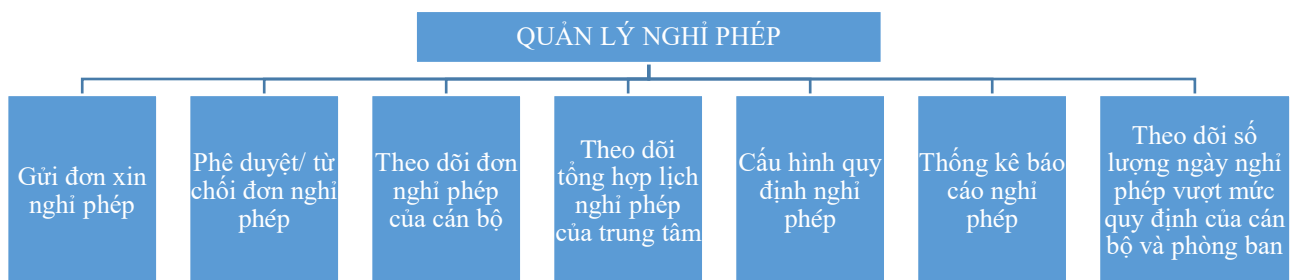 QUẢN LÝ NGHỈ PHÉP
Gửi đơn xin
nghỉ phép
Phê duyệt/ từ
chối đơn nghỉ
phép
Theo dõi đơn
nghỉ phép
của cán bộ
Theo dõi
tổng hợp lịch
nghỉ phép
của trung tâm
Cấu hình quy
định nghỉ
phép
Thống kê báo
cáo nghỉ
phép
Theo dõi số
lượng ngày nghỉ
phép vượt mức
quy định của cán
bộ và phòng ban